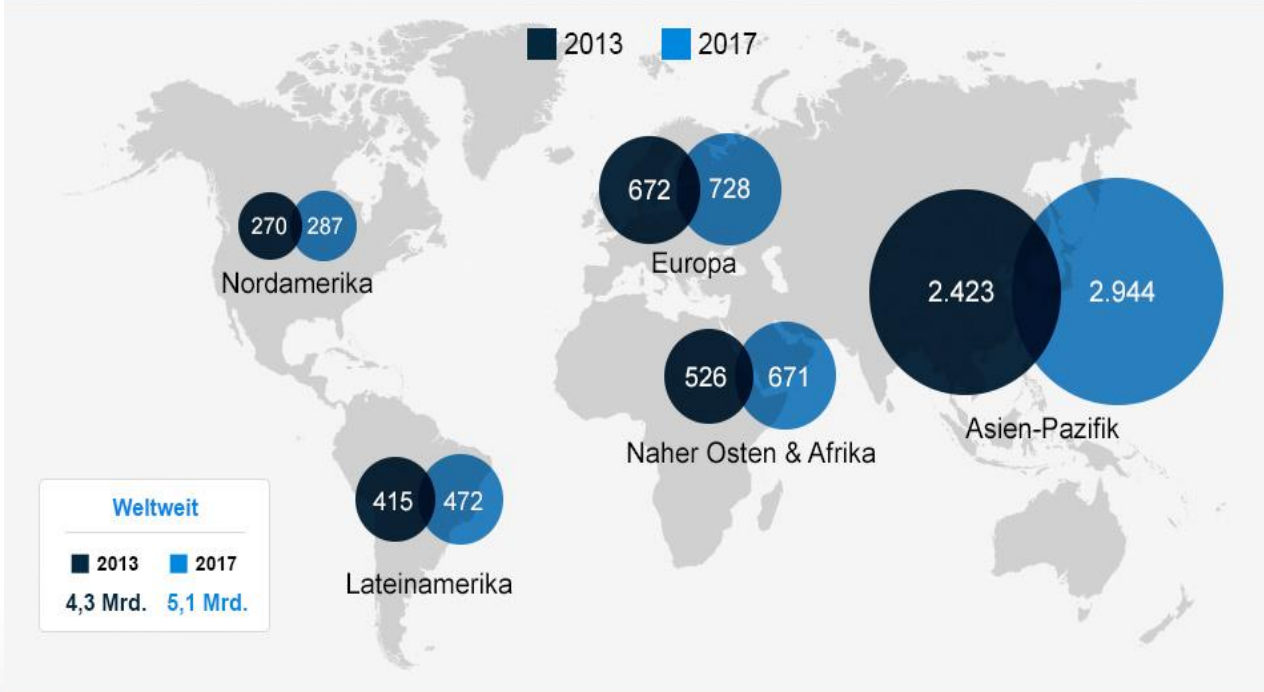 2013 2017
270 287
Nordamerika
672 728
Europa
2.423 2.944
Asien-Pazifik
526 671
Naher Osten & Afrika
415 472
Lateinamerika
Weltweit
2013 2017
4,3 Mrd. 5,1 Mrd.